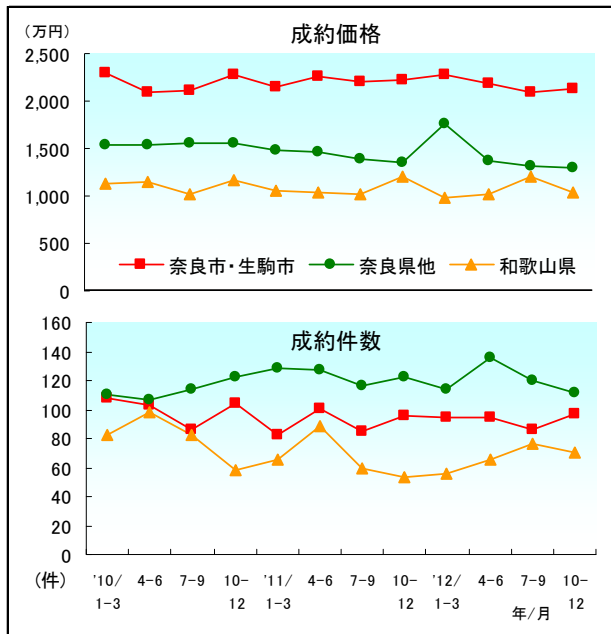 (万円)
成約価格
2,500
2,000
1,500
1,000
500
0
奈良市・生駒市 奈良県他 和歌山県
成約件数
160
140
120
100
80
60
40
20
0
(件) '10/ 4-6 7-9 10- '11/ 4-6 7-9 10- '12/ 4-6 7-9 10-
1-3 12 1-3 12 1-3 年/月 12